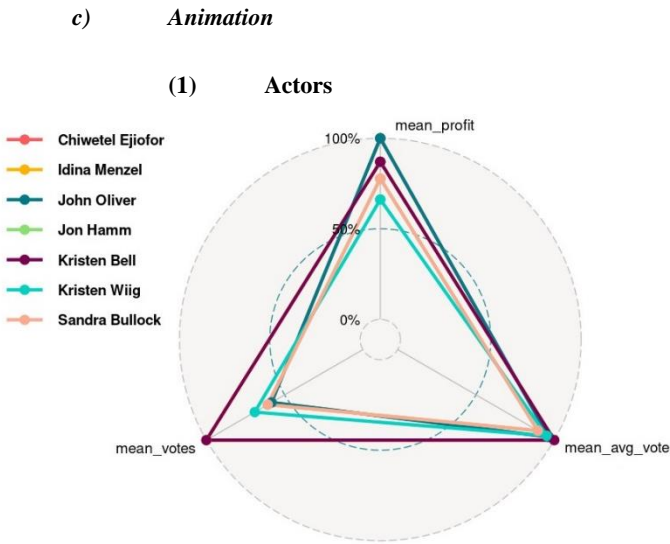 c) Animation
(1) Actors
mean_profit
100%
Chiwetel Ejiofor
Idina Menzel
John Oliver
Jon Hamm
50%
Kristen Bell
Kristen Wiig
Sandra Bullock
0%
mean_votes
mean_avg_vote